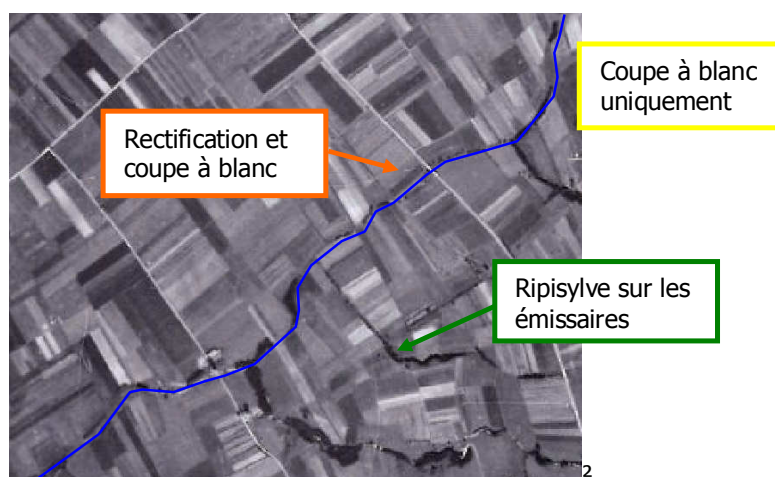 Coupe à blanc
uniquement
Rectification et
coupe à blanc
Ripisylve sur les
émissaires
2